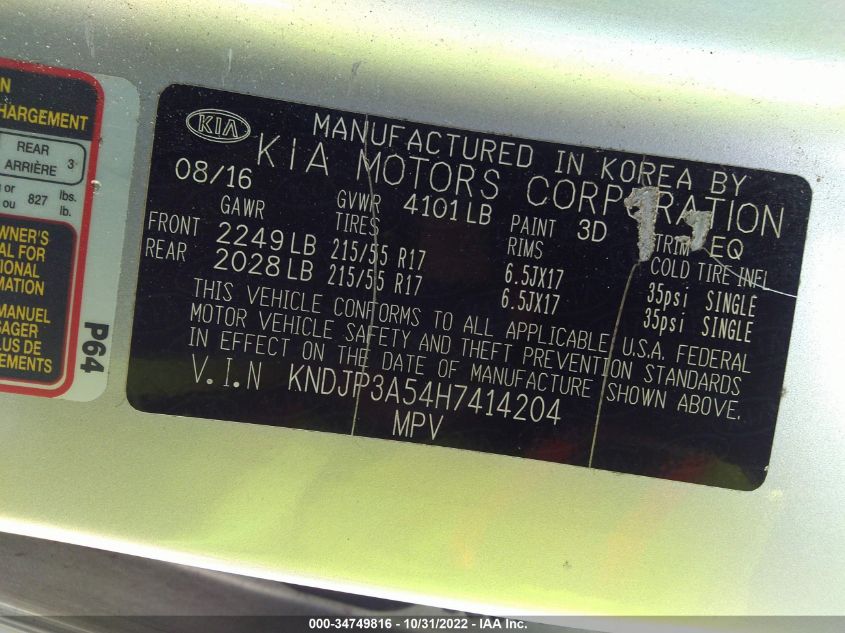 N
CHARGEMENT
REAR
ARRIÈRE
3
g or
ou 827 lbs.
lb.
OWNER'S
AL FOR
IONAL
MATION
MANUEL
SAGER
LUS DE
EMENTS
P64
KIA
MANUFACTURED IN KOREA BY
KIA MOTORS CORPORATION
08/16
GAWR GVWR 4101LB PAINT 3D TRIM EQ
TIRES RIMS COLD TIRE INFL
FRONT 2249LB 215/55 R17 6.5JX17 35psi SINGLE
REAR 2028LB 215/55 R17 6.5JX17 35psi SINGLE
THIS VEHICLE CONFORMS TO ALL APPLICABLE U.S.A. FEDERAL
MOTOR VEHICLE SAFETY AND THEFT PREVENTION STANDARDS
IN EFFECT ON THE DATE OF MANUFACTURE SHOWN ABOVE.
V.I.N KNDJP3A54H7414204
MPV
000-34749816 - 10/31/2022 - IAA Inc.